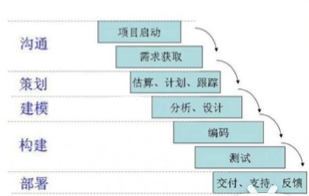 项目启动
沟通
需求获取
策划
估算、计划、跟踪
建模
分析、设计
编码
构建
测试
部署
交付、支持、反馈